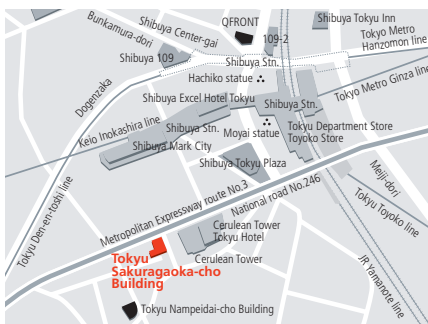 QFRONT
Shibuya Tokyu Inn
Shibuya Center-gai
Bunkamura-dori
109-2
Tokyo Metro
Hanzomon line
Shibuya 109
Shibuya Stn.
Hachiko statue
Dogenzaka
Shibuya Excel Hotel Tokyu
Shibuya Stn.
Tokyo Metro Ginza line
Keio Inokashira line
Shibuya Stn.
Moyai statue
Tokyu Department Store
Toyoko Store
Shibuya Mark City
Shibuya Tokyu Plaza
Meiji-dori
Tokyu Den-en-toshi line
Metropolitan Expressway route No.3
National road No.246
Tokyu Toyoko line
Cerulean Tower
Tokyu Hotel
Tokyu
Sakuragaoka-cho
Building
Cerulean Tower
JR Yamanote line
Tokyu Nampeidai-cho Building